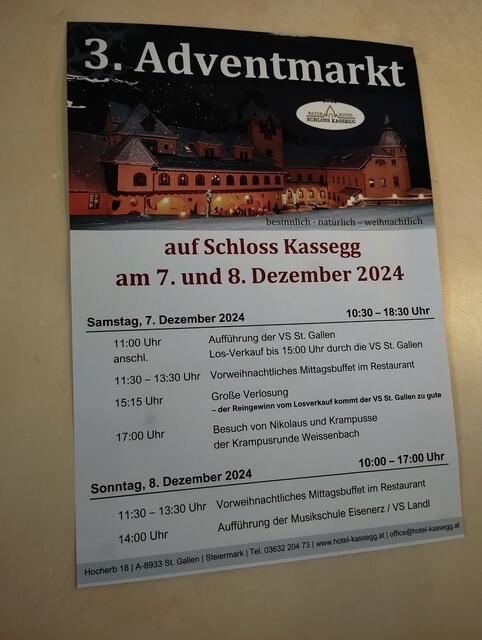 3. Adventmarkt
NATUR HOTEL
SCHLOSS KASSEGG
besinnlich - natürlich – weihnachtlich
auf Schloss Kassegg
am 7. und 8. Dezember 2024
Samstag, 7. Dezember 2024 10:30 – 18:30 Uhr
11:00 Uhr Aufführung der VS St. Gallen
anschl. Los-Verkauf bis 15:00 Uhr durch die VS St. Gallen
11:30 – 13:30 Uhr Vorweihnachtliches Mittagsbuffet im Restaurant
15:15 Uhr Große Verlosung
– der Reingewinn vom Losverkauf kommt der VS St. Gallen zu gute
17:00 Uhr Besuch von Nikolaus und Krampusse
der Krampusrunde Weissenbach
Sonntag, 8. Dezember 2024 10:00 – 17:00 Uhr
11:30 – 13:30 Uhr Vorweihnachtliches Mittagsbuffet im Restaurant
14:00 Uhr Aufführung der Musikschule Eisenerz / VS Landl
Hocherb 18 | A-8933 St. Gallen | Steiermark | Tel. 03632 204 73 | www.hotel-kassegg.at | office@hotel-kassegg.at